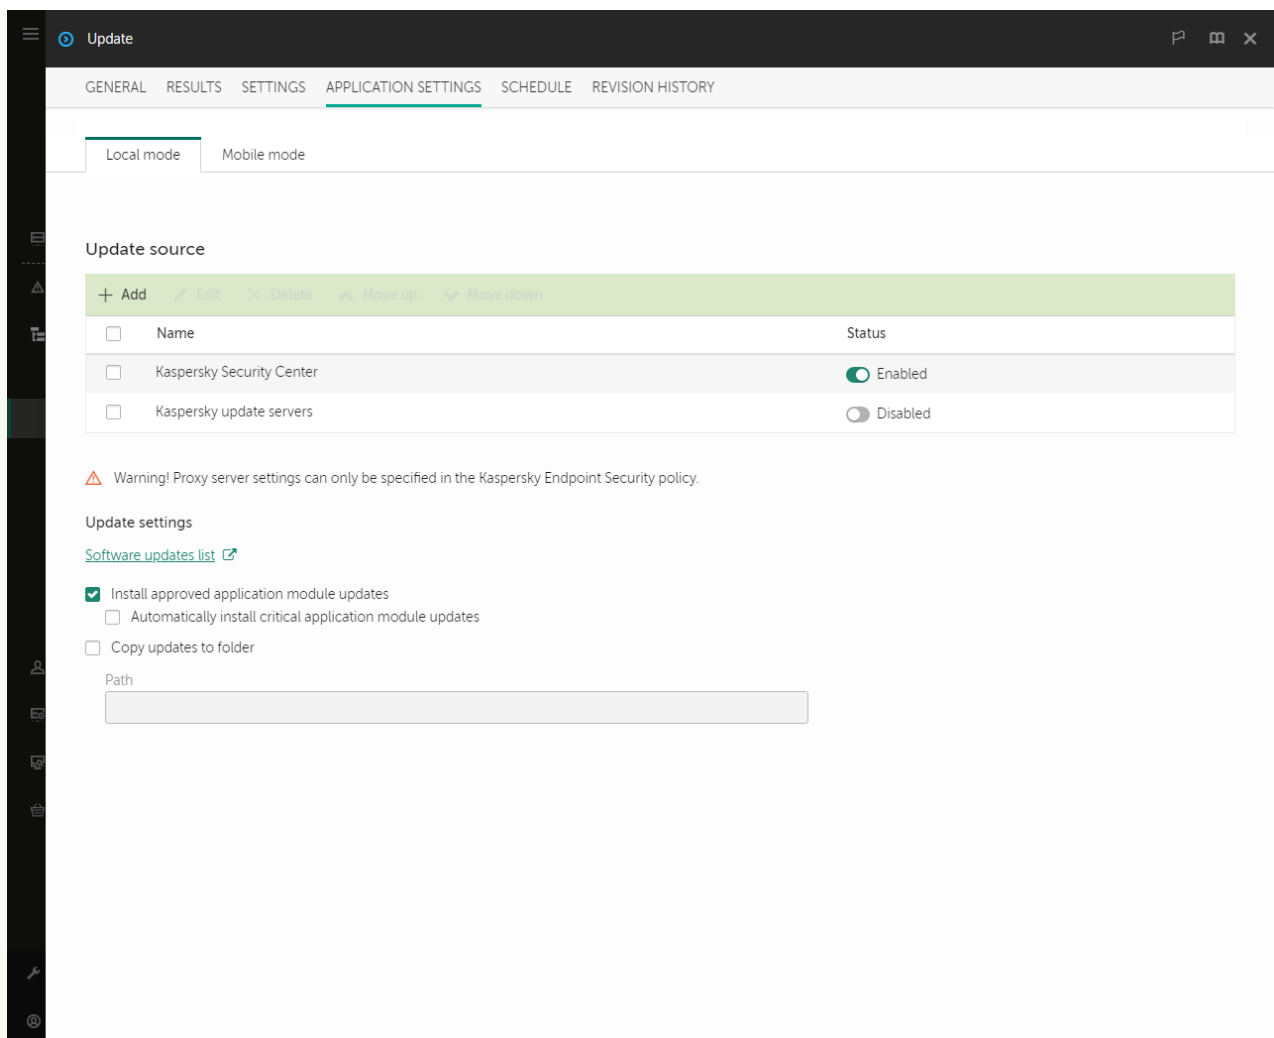 Update
GENERAL RESULTS SETTINGS APPLICATION SETTINGS SCHEDULE REVISION HISTORY
Local mode Mobile mode
Update source
Add Edit Delete Move up Move down
Name Status
Kaspersky Security Center Enabled
Kaspersky update servers Disabled
Warning! Proxy server settings can only be specified in the Kaspersky Endpoint Security policy.
Update settings
Software updates list
Install approved application module updates
Automatically install critical application module updates
Copy updates to folder
Path